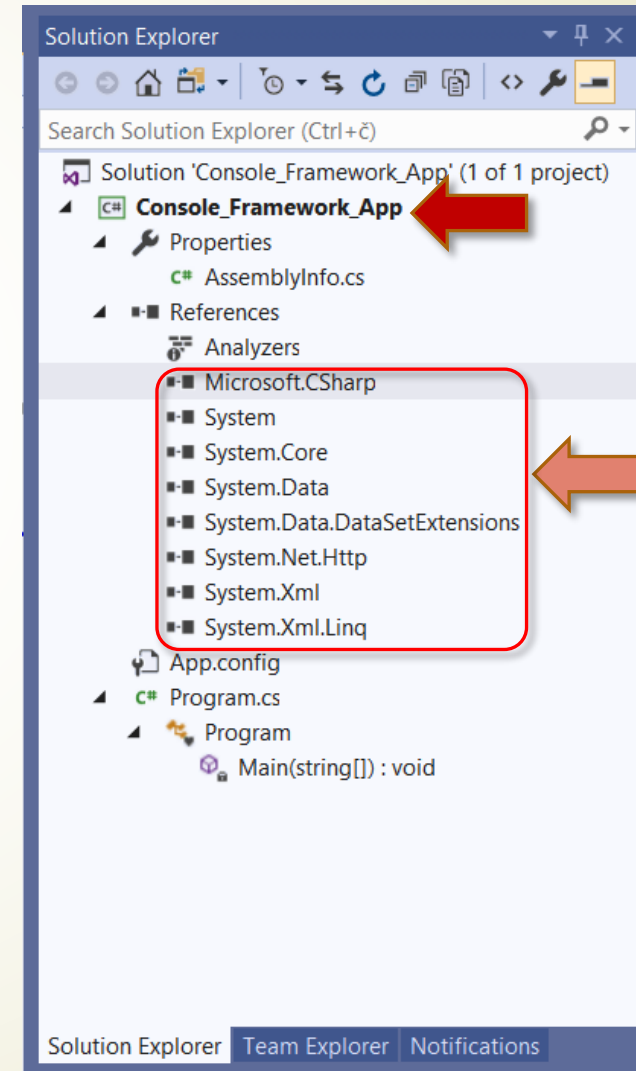 Solution Explorer
Search Solution Explorer (Ctrl+č)
Solution 'Console_Framework_App' (1 of 1 project)
C# Console_Framework_App
Properties
C# AssemblyInfo.cs
References
Analyzers
Microsoft.CSharp
System
System.Core
System.Data
System.Data.DataSetExtensions
System.Net.Http
System.Xml
System.Xml.Linq
App.config
C# Program.cs
Program
Main(string[]) : void
Solution Explorer Team Explorer Notifications